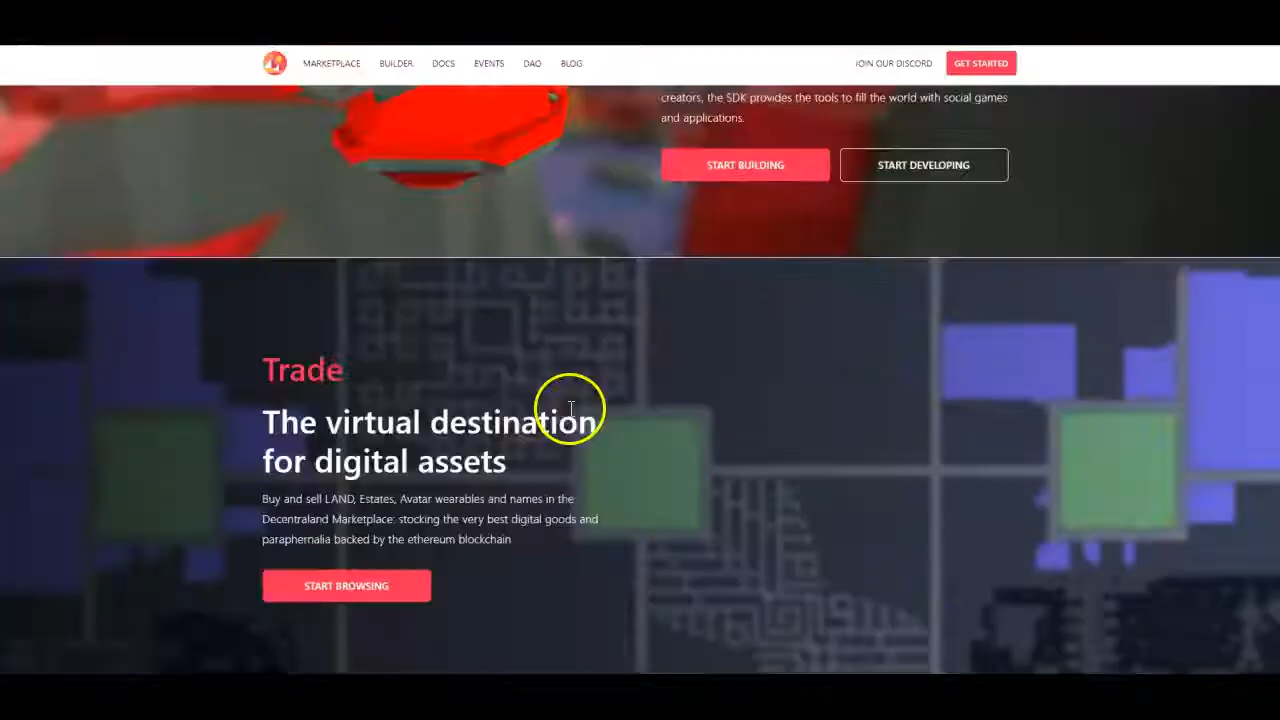 MARKETPLACE BUILDER DOCS EVENTS DAO BLOG JOIN OUR DISCORD GET STARTED
creators, the SDK provides the tools to fill the world with social games
and applications.
START BUILDING START DEVELOPING
Trade
The virtual destination
for digital assets
Buy and sell LAND, Estates, Avatar wearables and names in the
Decentraland Marketplace: stocking the very best digital goods and
paraphernalia backed by the ethereum blockchain
START BROWSING